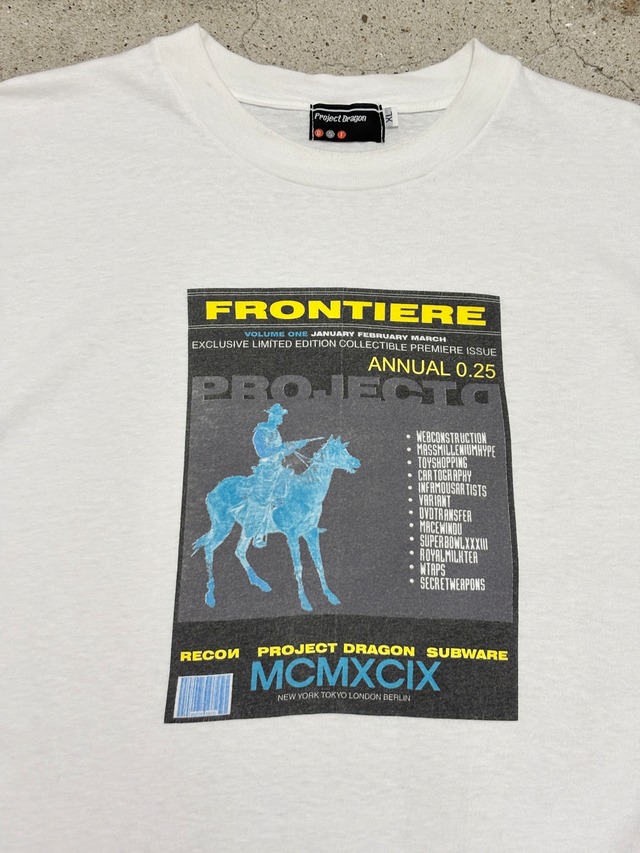 Project Dragon
FRONTIERE
VOLUME ONE JANUARY FEBRUARY MARCH
EXCLUSIVE LIMITED EDITION COLLECTIBLE PREMIERE ISSUE
ANNUAL 0.25
PROJECTD
• WEBCONSTRUCTION
• MASSMILLENIUMHYPE
• TOYSHOPPING
• CARTOGRAPHY
• INFAMOUSARTISTS
• VARIANT
• DVDTRANSFER
• MACEWINDU
• SUPERBOWLXXXIII
• ROYALMILKTEA
• WTAPS
• SECRETWEAPONS
RECON PROJECT DRAGON SUBWARE
MCMXCIX
NEW YORK TOKYO LONDON BERLIN